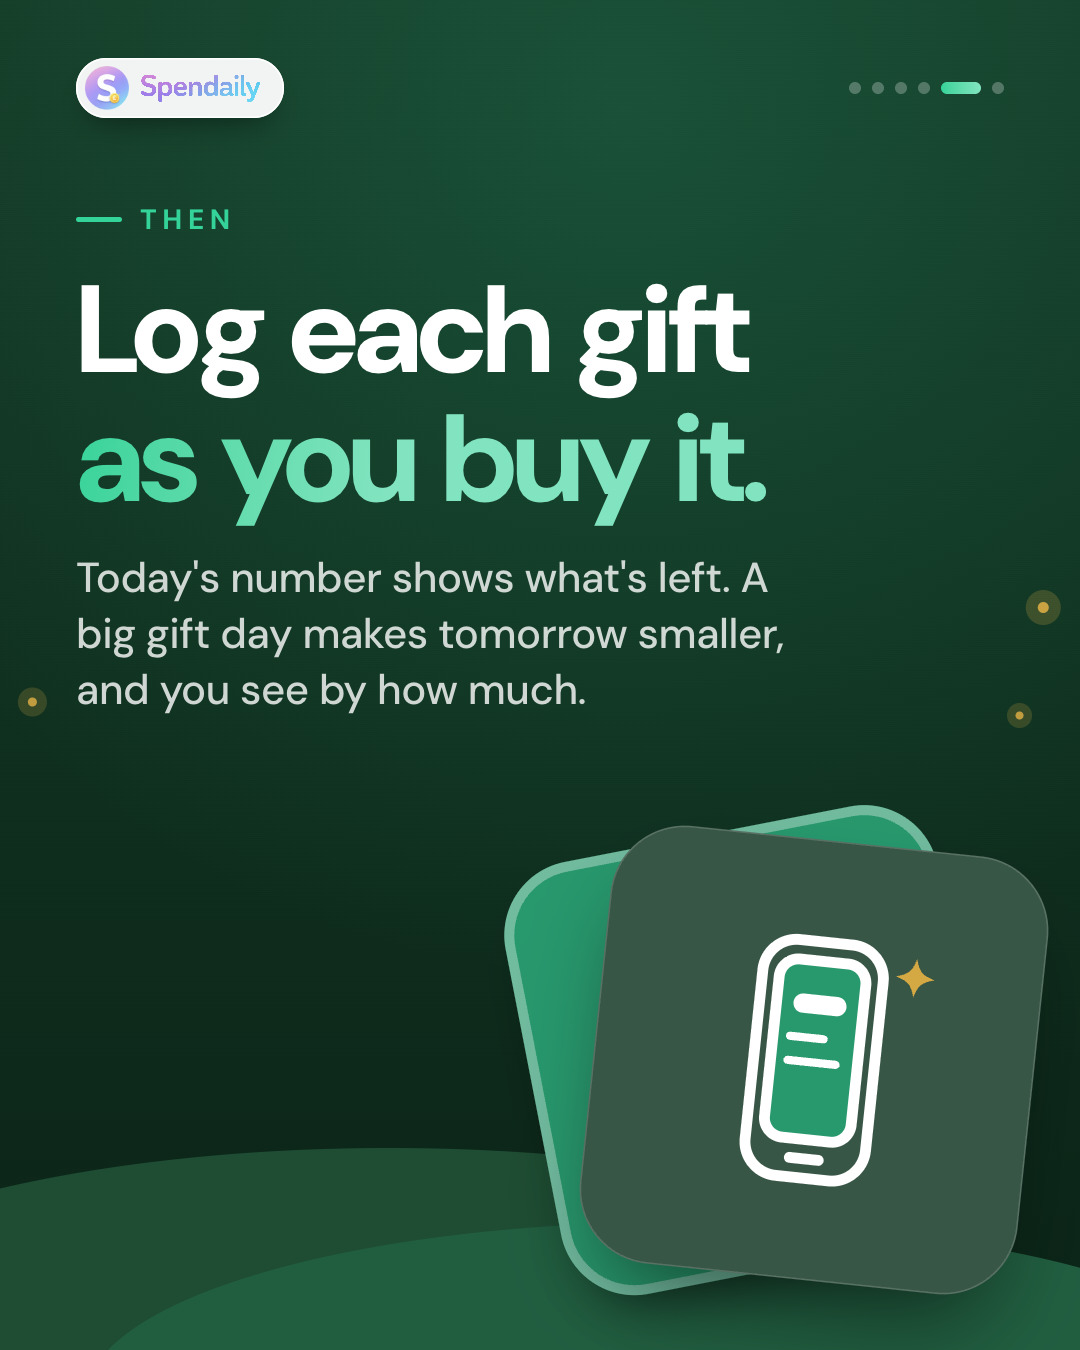 Spendaily
THEN
Log each gift
as you buy it.
Today's number shows what's left. A
big gift day makes tomorrow smaller,
and you see by how much.